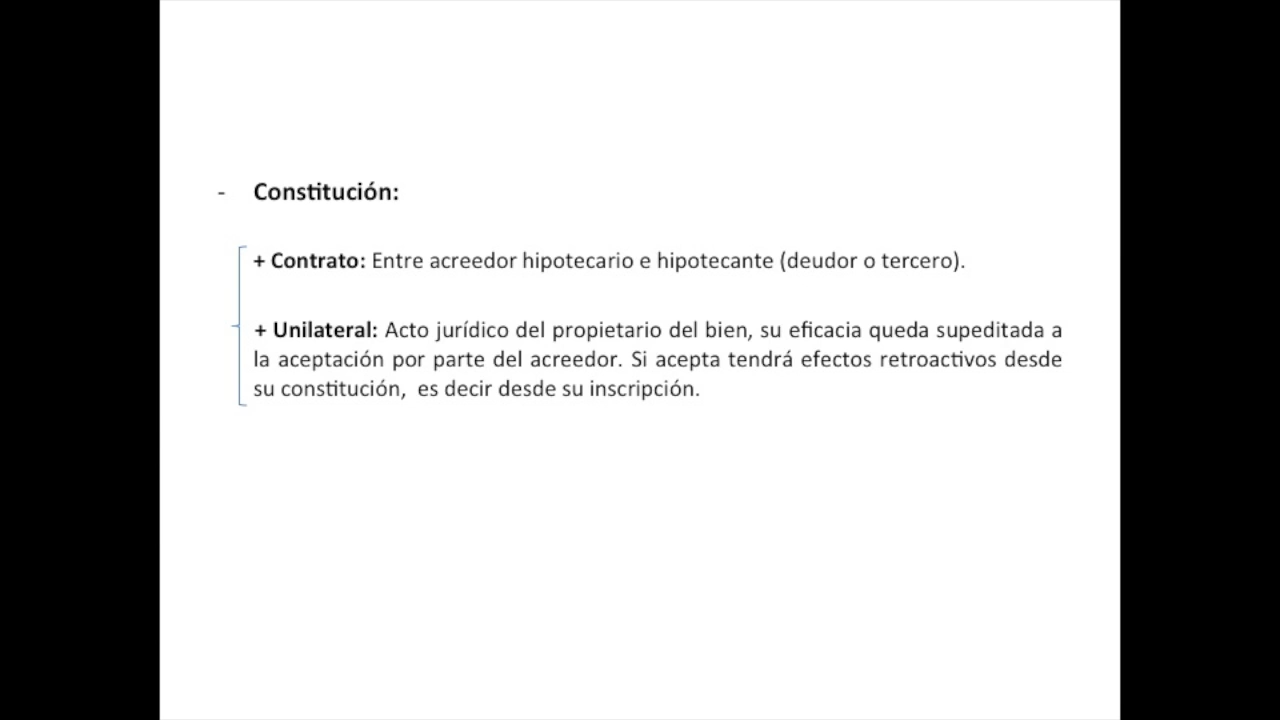 - Constitución:
+ Contrato: Entre acreedor hipotecario e hipotecante (deudor o tercero).
+ Unilateral: Acto jurídico del propietario del bien, su eficacia queda supeditada a
la aceptación por parte del acreedor. Si acepta tendrá efectos retroactivos desde
su constitución, es decir desde su inscripción.